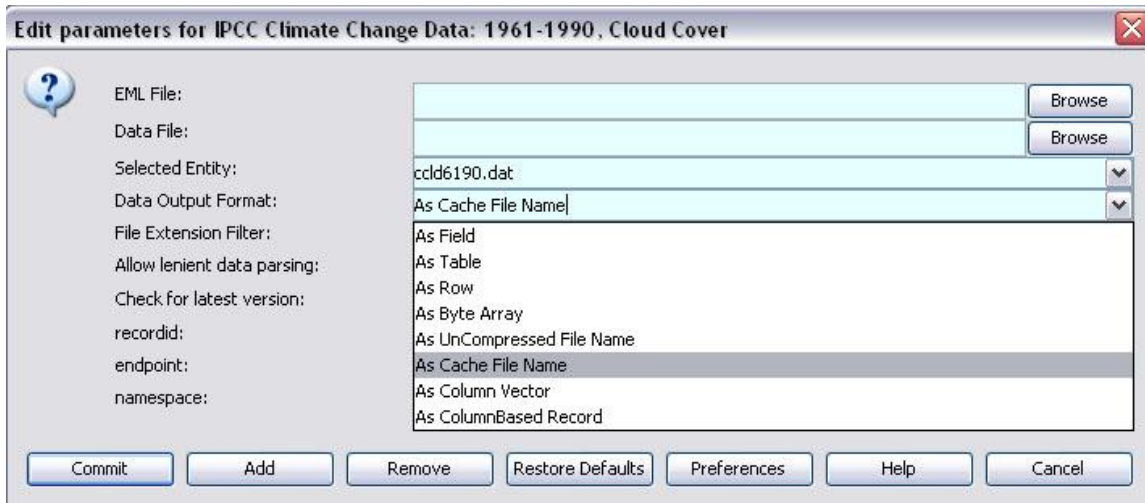 Edit parameters for IPCC Climate Change Data: 1961-1990, Cloud Cover
EML File:
Browse
Data File:
Browse
Selected Entity:
ccld6190.dat
Data Output Format:
As Cache File Name
File Extension Filter:
As Field
As Table
Allow lenient data parsing:
As Row
Check for latest version:
As Byte Array
recordid:
As UnCompressed File Name
endpoint:
As Cache File Name
namespace:
As Column Vector
As ColumnBased Record
Commit
Add
Remove
Restore Defaults
Preferences
Help
Cancel